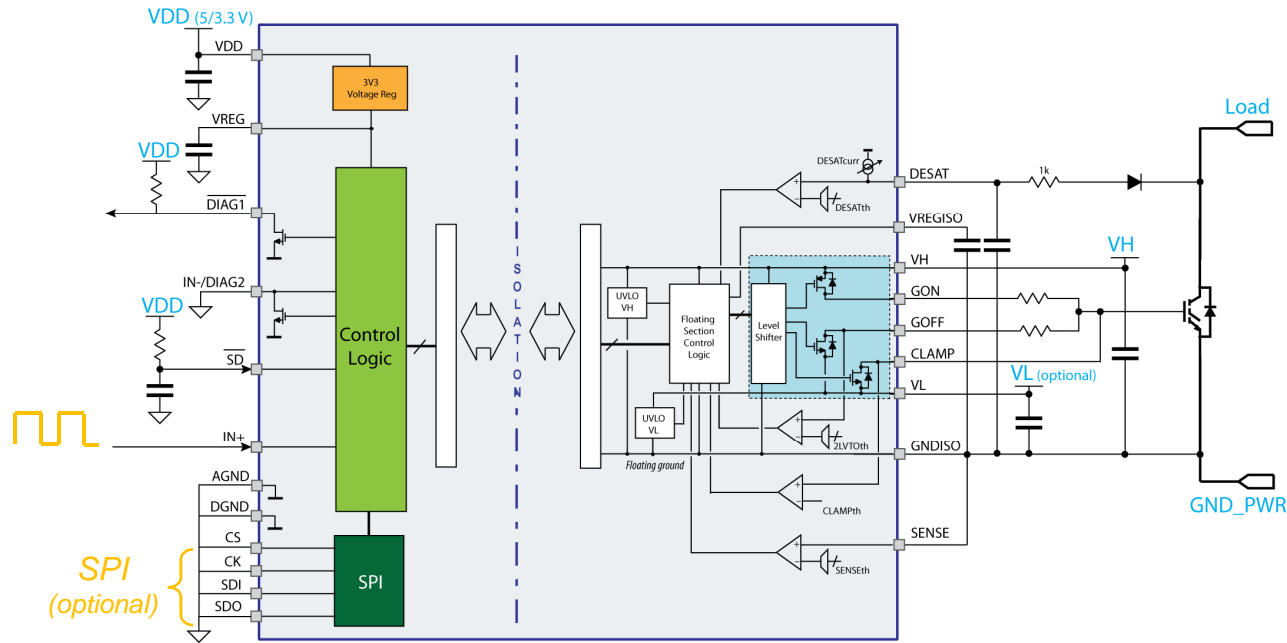 VDD (5/3.3 V)
VDD
3V3
Voltage Reg
VREG
VDD
DIAG1
IN-/DIAG2
VDD
SD
IN+
AGND
DGND
CS
CK
SDI
SDO
SPI
(optional)
Control
Logic
SPI
ISOLATION
UVLO
VH
Floating
Section
Control
Logic
Level
Shifter
UVLO
VL
Floating ground
DESATcurr
DESATth
2LVTOth
CLAMPth
SENSEth
DESAT
VREGISO
VH
GON
GOFF
CLAMP
VL
GNDISO
SENSE
1k
Load
VH
VL (optional)
GND_PWR